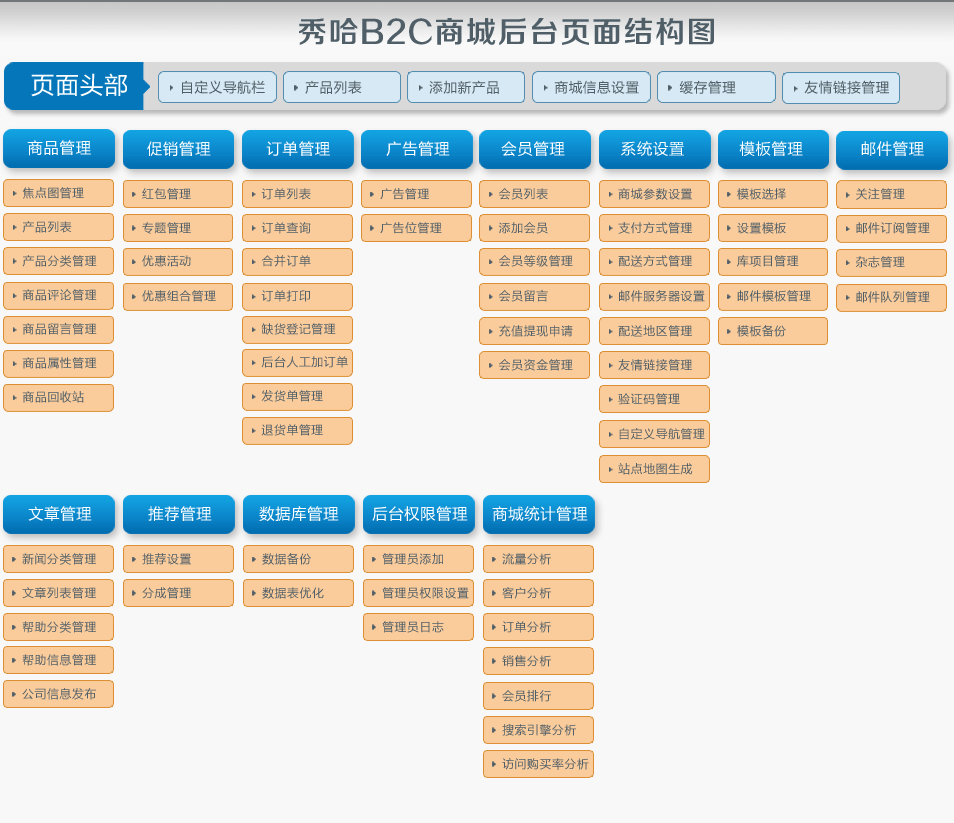 秀哈B2C商城后台页面结构图
页面头部
自定义导航栏
产品列表
添加新产品
商城信息设置
缓存管理
友情链接管理
商品管理
焦点图管理
产品列表
产品分类管理
商品评论管理
商品留言管理
商品属性管理
商品回收站
促销管理
红包管理
专题管理
优惠活动
优惠组合管理
订单管理
订单列表
订单查询
合并订单
订单打印
缺货登记管理
后台人工加订单
发货单管理
退货单管理
广告管理
广告管理
广告位管理
会员管理
会员列表
添加会员
会员等级管理
会员留言
充值提现申请
会员资金管理
系统设置
商城参数设置
支付方式管理
配送方式管理
邮件服务器设置
配送地区管理
友情链接管理
验证码管理
自定义导航管理
站点地图生成
模板管理
模板选择
设置模板
库项目管理
邮件模板管理
模板备份
邮件管理
关注管理
邮件订阅管理
杂志管理
邮件队列管理
文章管理
新闻分类管理
文章列表管理
帮助分类管理
帮助信息管理
公司信息发布
推荐管理
推荐设置
分成管理
数据库管理
数据备份
数据表优化
后台权限管理
管理员添加
管理员权限设置
管理员日志
商城统计管理
流量分析
客户分析
订单分析
销售分析
会员排行
搜索引擎分析
访问购买率分析